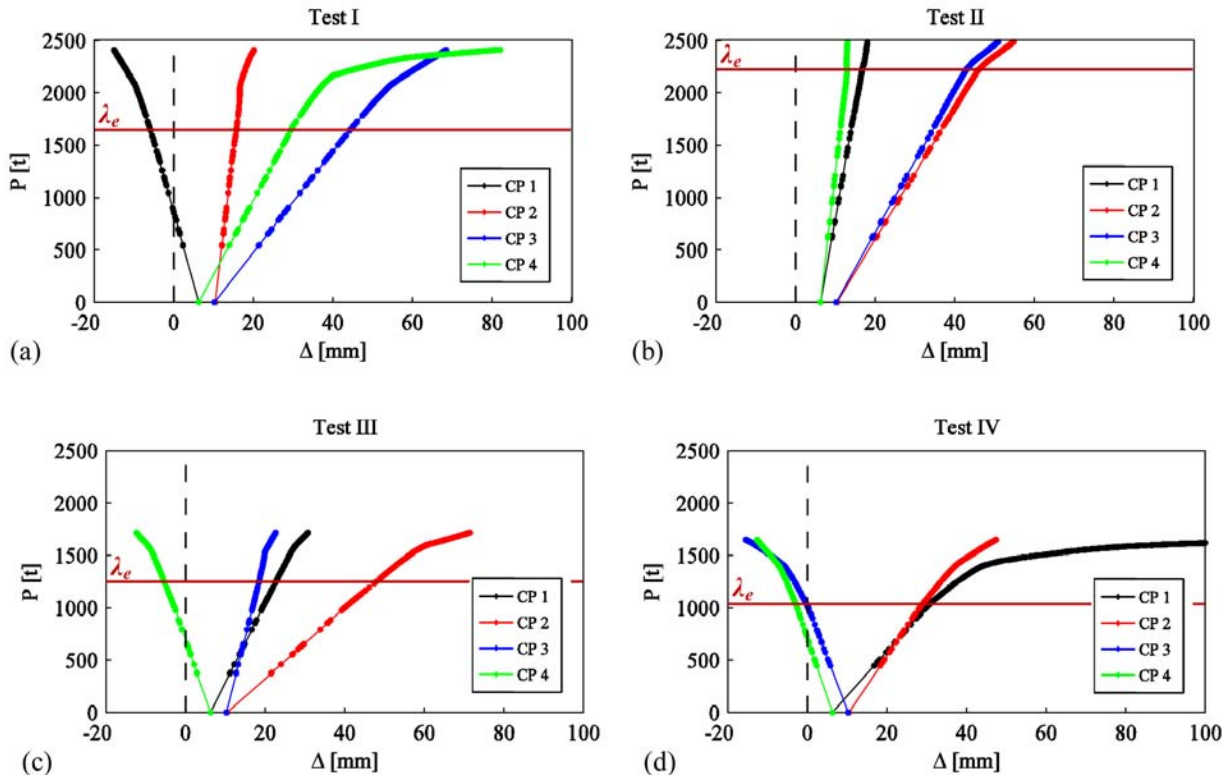 Test I
2500
2000
1500
1000
500
0
P [t]
λe
CP 1
CP 2
CP 3
CP 4
-20 0 20 40 60 80 100
Δ [mm]
(a)
Test II
2500
2000
1500
1000
500
0
P [t]
λe
CP 1
CP 2
CP 3
CP 4
-20 0 20 40 60 80 100
Δ [mm]
(b)
Test III
2500
2000
1500
1000
500
0
P [t]
λe
CP 1
CP 2
CP 3
CP 4
-20 0 20 40 60 80 100
Δ [mm]
(c)
Test IV
2500
2000
1500
1000
500
0
P [t]
λe
CP 1
CP 2
CP 3
CP 4
-20 0 20 40 60 80 100
Δ [mm]
(d)